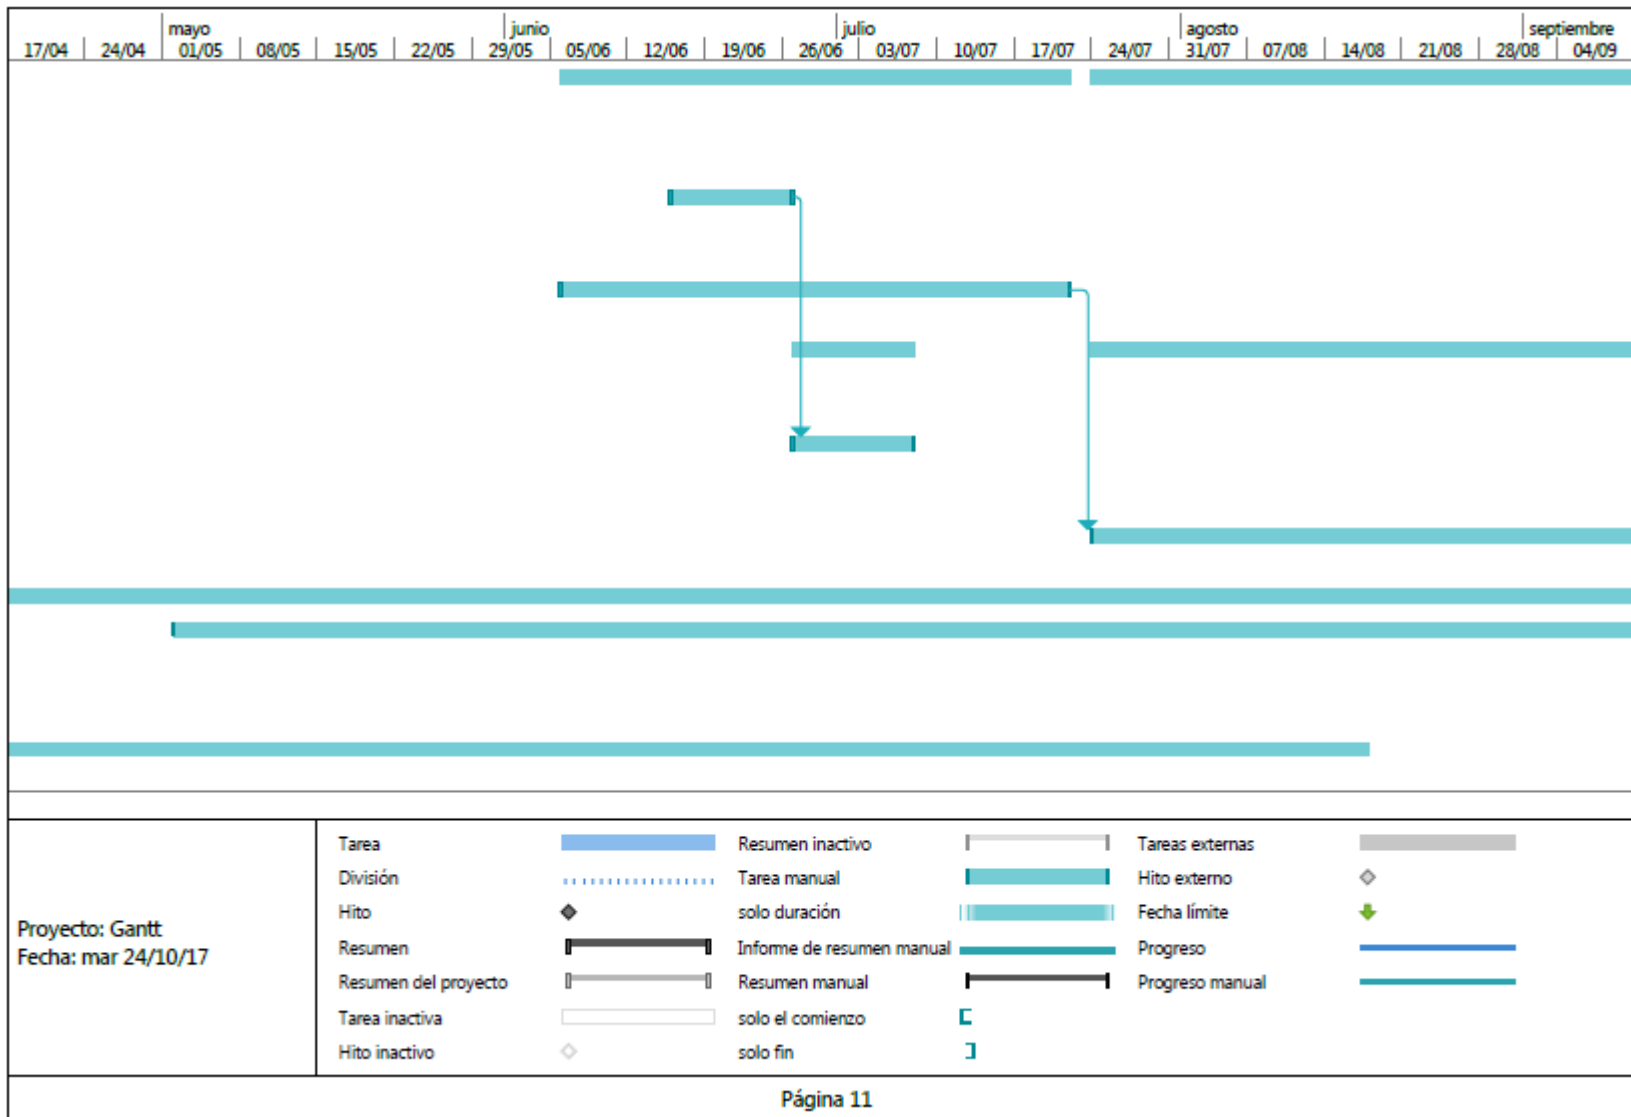 mayo junio julio agosto septiembre
17/04 24/04 01/05 08/05 15/05 22/05 29/05 05/06 12/06 19/06 26/06 03/07 10/07 17/07 24/07 31/07 07/08 14/08 21/08 28/08 04/09
Proyecto: Gantt
Fecha: mar 24/10/17
Tarea
División
Hito
Resumen
Resumen del proyecto
Tarea inactiva
Hito inactivo
Resumen inactivo
Tarea manual
solo duración
Informe de resumen manual
Resumen manual
solo el comienzo
solo fin
Tareas externas
Hito externo
Fecha límite
Progreso
Progreso manual
Página 11